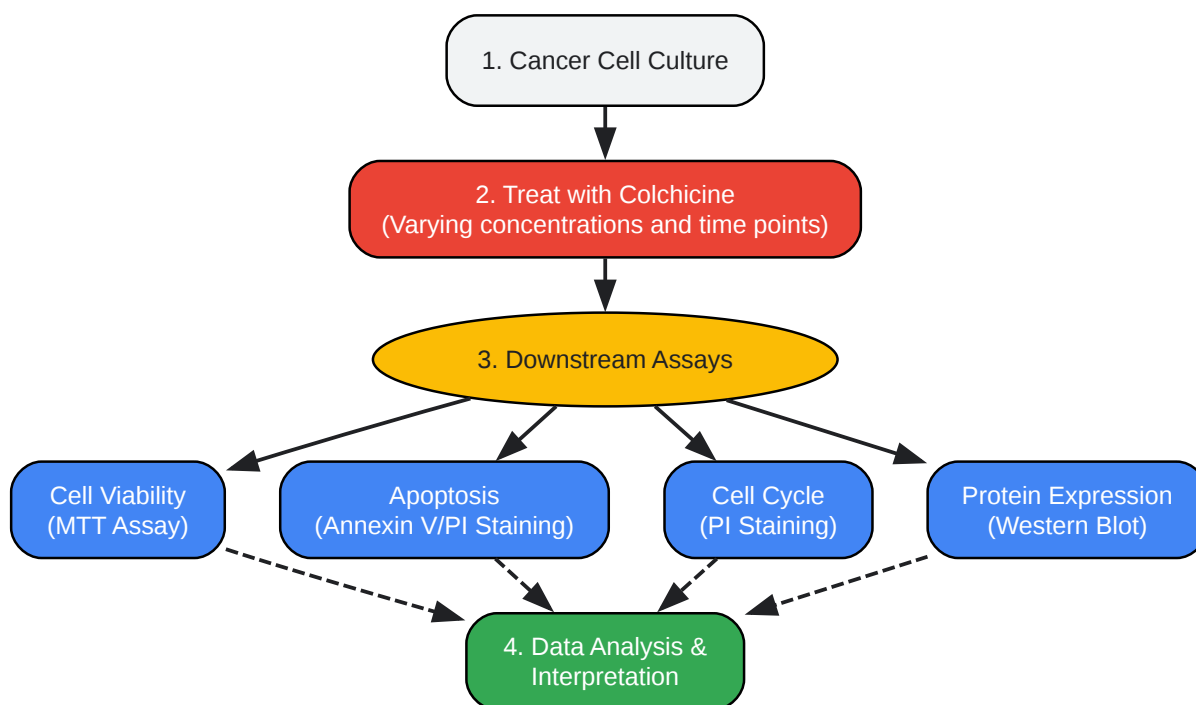 1. Cancer Cell Culture
2. Treat with Colchicine
(Varying concentrations and time points)
3. Downstream Assays
Cell Viability
(MTT Assay)
Apoptosis
(Annexin V/PI Staining)
Cell Cycle
(PI Staining)
Protein Expression
(Western Blot)
4. Data Analysis &
Interpretation